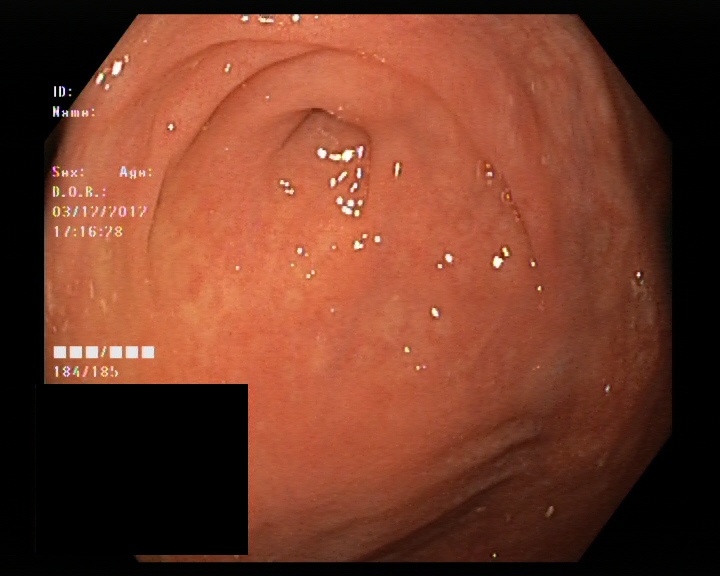 ID:
Name:
Sex: Age:
D.O.B.:
03/12/2012
17:16:28
■■■/■■■
184/185